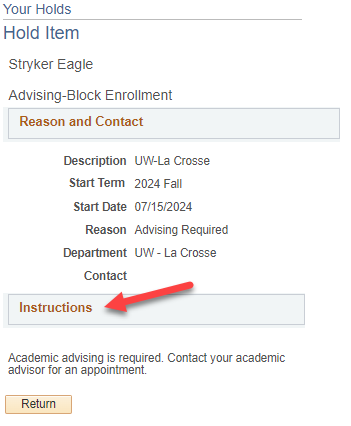 Your Holds
Hold Item
Stryker Eagle
Advising-Block Enrollment
Reason and Contact
Description UW-La Crosse
Start Term 2024 Fall
Start Date 07/15/2024
Reason Advising Required
Department UW - La Crosse
Contact
Instructions
Academic advising is required. Contact your academic
advisor for an appointment.
Return